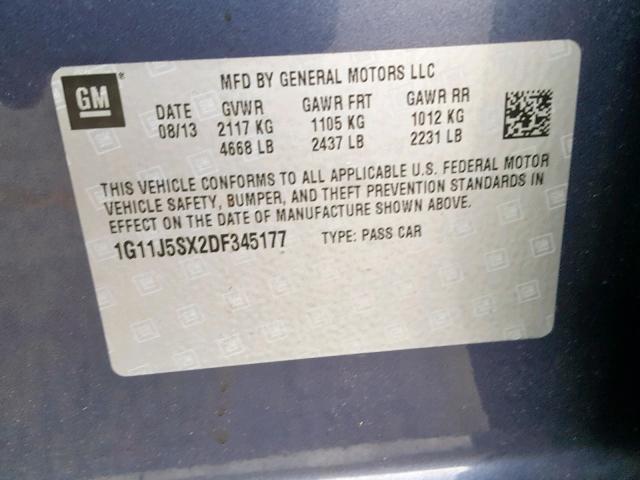 GM
MFD BY GENERAL MOTORS LLC
DATE GVWR GAWR FRT GAWR RR
08/13 2117 KG 1105 KG 1012 KG
4668 LB 2437 LB 2231 LB
THIS VEHICLE CONFORMS TO ALL APPLICABLE U.S. FEDERAL MOTOR
VEHICLE SAFETY, BUMPER, AND THEFT PREVENTION STANDARDS IN
EFFECT ON THE DATE OF MANUFACTURE SHOWN ABOVE.
1G11J5SX2DF345177 TYPE: PASS CAR